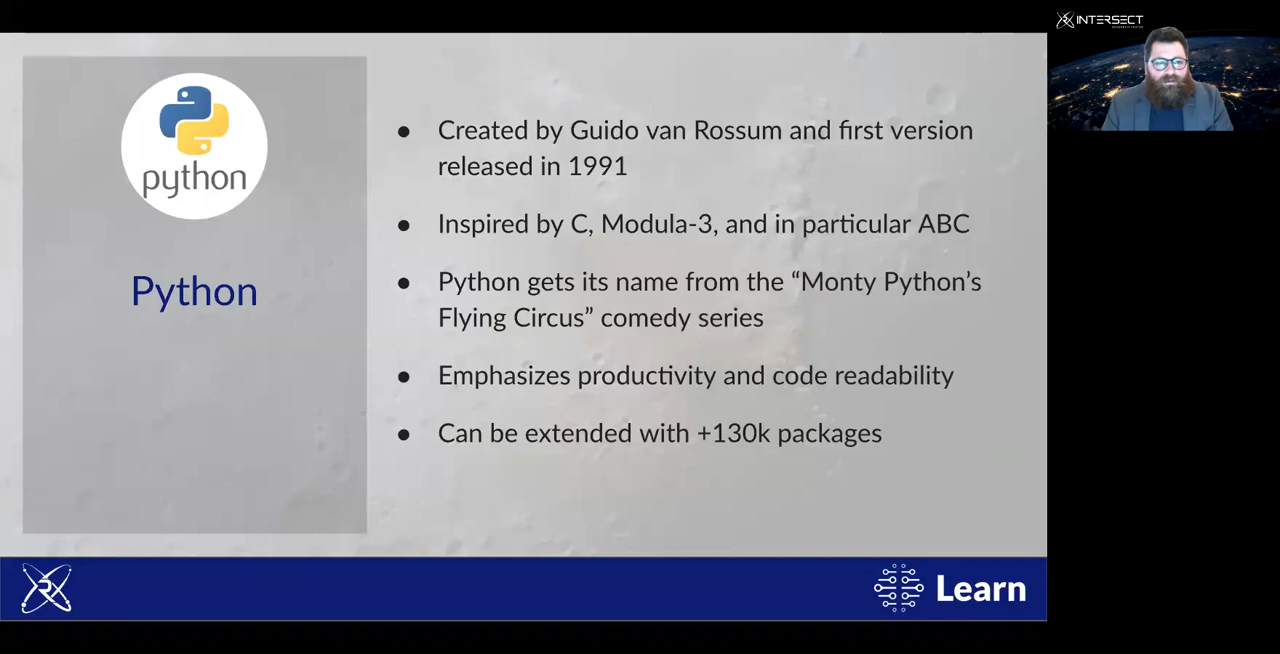 INTERSECT
python
Python
● Created by Guido van Rossum and first version
released in 1991
● Inspired by C, Modula-3, and in particular ABC
● Python gets its name from the “Monty Python’s
Flying Circus” comedy series
● Emphasizes productivity and code readability
● Can be extended with +130k packages
Learn